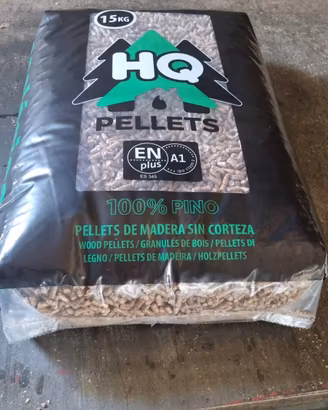 15KG
HQ
PELLETS
EN
plus
A1
ES 345
100% PINO
PELLETS DE MADERA SIN CORTEZA
WOOD PELLETS / GRANULÉS DE BOIS / PELLETS DI
LEGNO / PELLETS DE MADEIRA / HOLZPELLETS